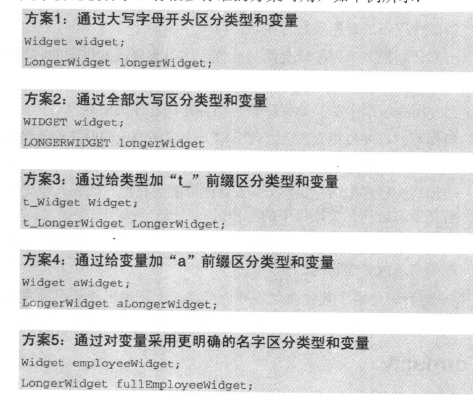 方案1：通过大写字母开头区分类型和变量
Widget widget;
LongerWidget longerWidget;
方案2：通过全部大写区分类型和变量
WIDGET widget;
LONGERWIDGET longerWidget
方案3：通过给类型加“t_”前缀区分类型和变量
t_Widget Widget;
t_LongerWidget LongerWidget;
方案4：通过给变量加“a”前缀区分类型和变量
Widget aWidget;
LongerWidget aLongerWidget;
方案5：通过对变量采用更明确的名字区分类型和变量
Widget employeeWidget;
LongerWidget fullEmployeeWidget;